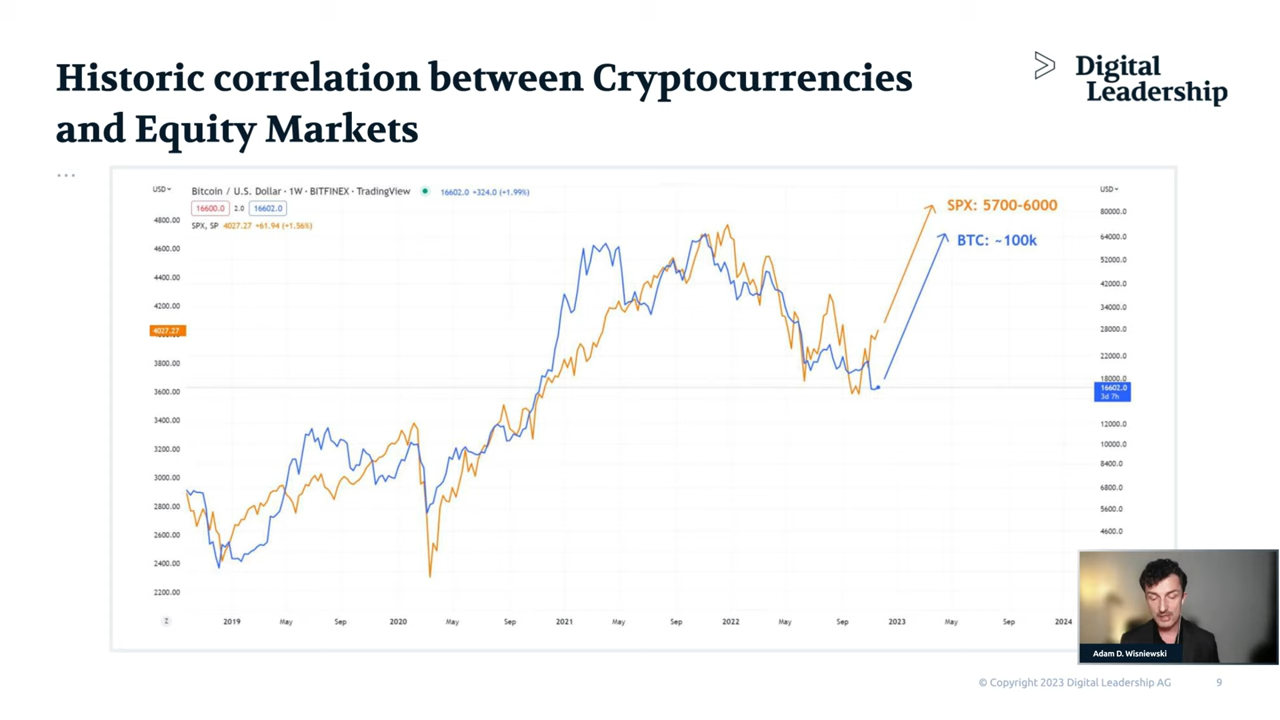 Historic correlation between Cryptocurrencies
and Equity Markets
Digital
Leadership
...
USD
Bitcoin / U.S. Dollar · 1W · BITFINEX · TradingView
16602.0 +324.0 (+1.99%)
16600.0 2.0 16602.0
SPX, SP 4027.27 +61.94 (+1.56%)
4800.00
4600.00
4400.00
4200.00
4027.27
3800.00
3600.00
3400.00
3200.00
3000.00
2800.00
2600.00
2400.00
2200.00
SPX: 5700-6000
BTC: ~100k
USD
80000.0
64000.0
52000.0
42000.0
34000.0
28000.0
22000.0
18000.0
16602.0
3d 7h
12000.0
10000.0
8400.0
6800.0
5600.0
4600.0
Z
2019 May Sep 2020 May Sep 2021 May Sep 2022 May Sep 2023 May Sep 2024
Adam D. Wisniewski
© Copyright 2023 Digital Leadership AG 9